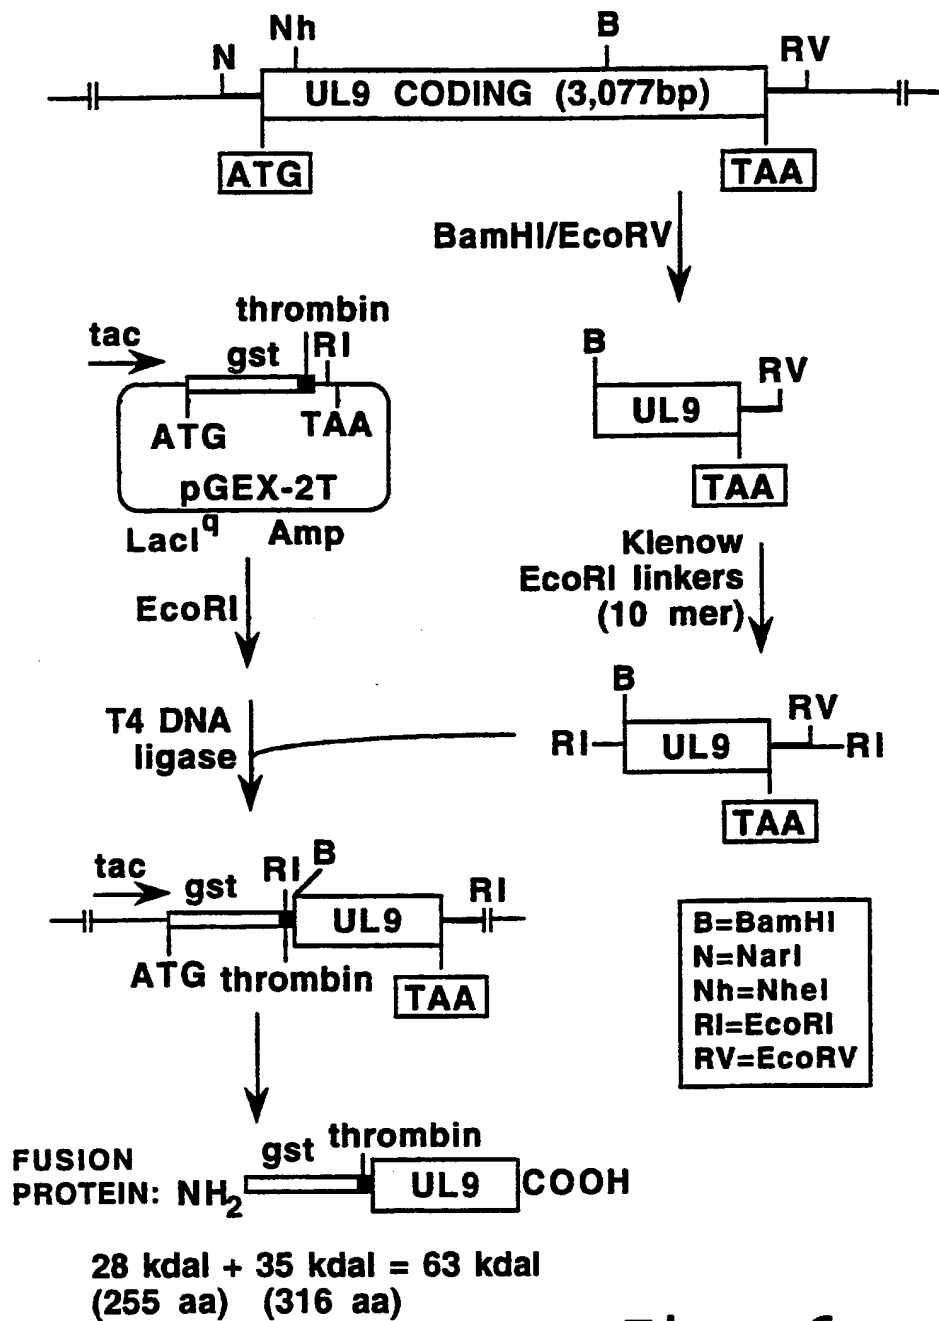 Nh
B
N
RV
UL9 CODING (3,077bp)
ATG
TAA
BamHI/EcoRV
thrombin
tac
gst
RI
ATG
TAA
pGEX-2T
LacI^q
Amp
B
RV
UL9
TAA
Klenow
EcoRI linkers
(10 mer)
EcoRI
T4 DNA
ligase
B
RV
RI
UL9
RI
TAA
tac
gst
RI
B
RI
UL9
ATG
thrombin
TAA
B=BamHI
N=NarI
Nh=NheI
RI=EcoRI
RV=EcoRV
thrombin
gst
FUSION
PROTEIN:
NH₂
UL9
COOH
28 kdal + 35 kdal = 63 kdal
(255 aa) (316 aa)